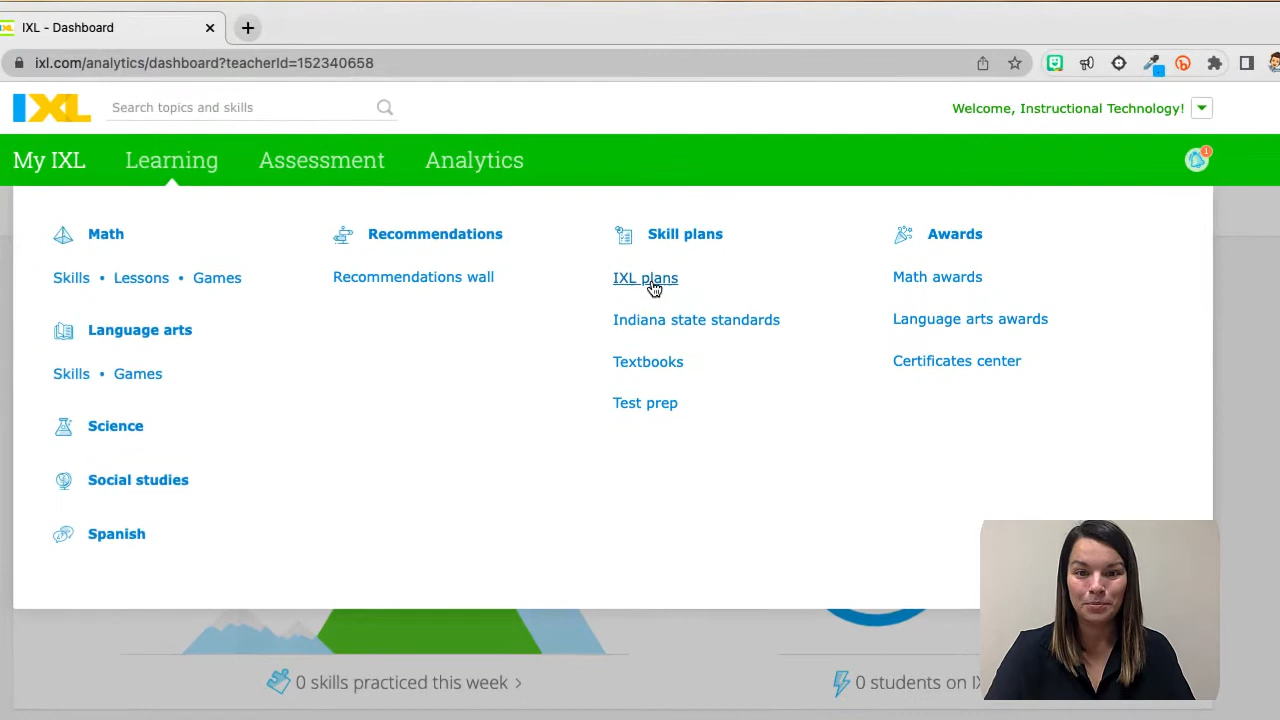 IXL - Dashboard
ixl.com/analytics/dashboard?teacherId=152340658
IXL
Search topics and skills
Welcome, Instructional Technology!
My IXL Learning Assessment Analytics
1
Math
Skills • Lessons • Games
Language arts
Skills • Games
Science
Social studies
Spanish
Recommendations
Recommendations wall
Skill plans
IXL plans
Indiana state standards
Textbooks
Test prep
Awards
Math awards
Language arts awards
Certificates center
0 skills practiced this week >
0 students on